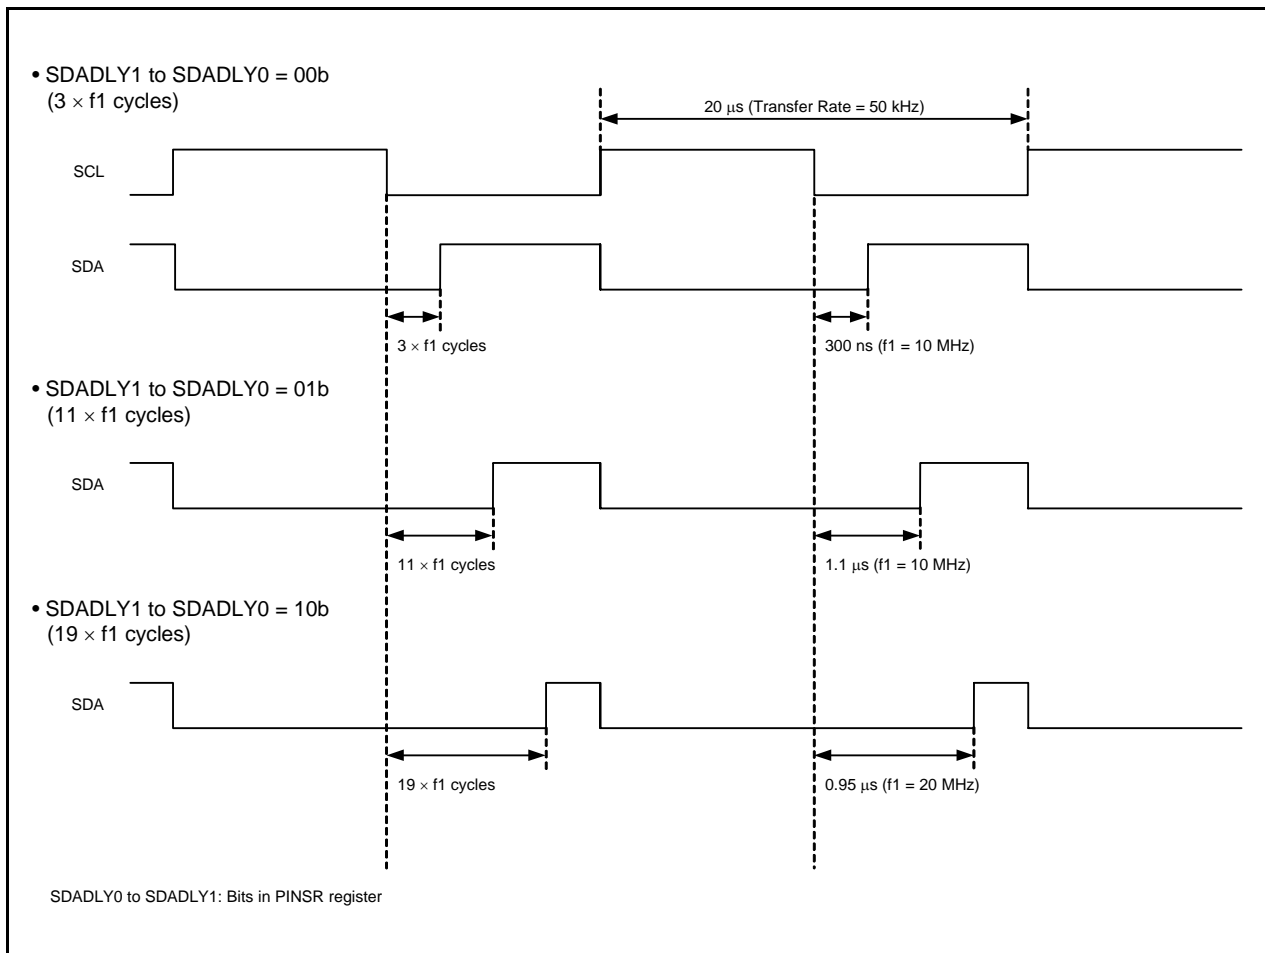 • SDADLY1 to SDADLY0 = 00b
(3 × f1 cycles)
20 μs (Transfer Rate = 50 kHz)
SCL
SDA
3 × f1 cycles
300 ns (f1 = 10 MHz)
• SDADLY1 to SDADLY0 = 01b
(11 × f1 cycles)
SDA
11 × f1 cycles
1.1 μs (f1 = 10 MHz)
• SDADLY1 to SDADLY0 = 10b
(19 × f1 cycles)
SDA
19 × f1 cycles
0.95 μs (f1 = 20 MHz)
SDADLY0 to SDADLY1: Bits in PINSR register